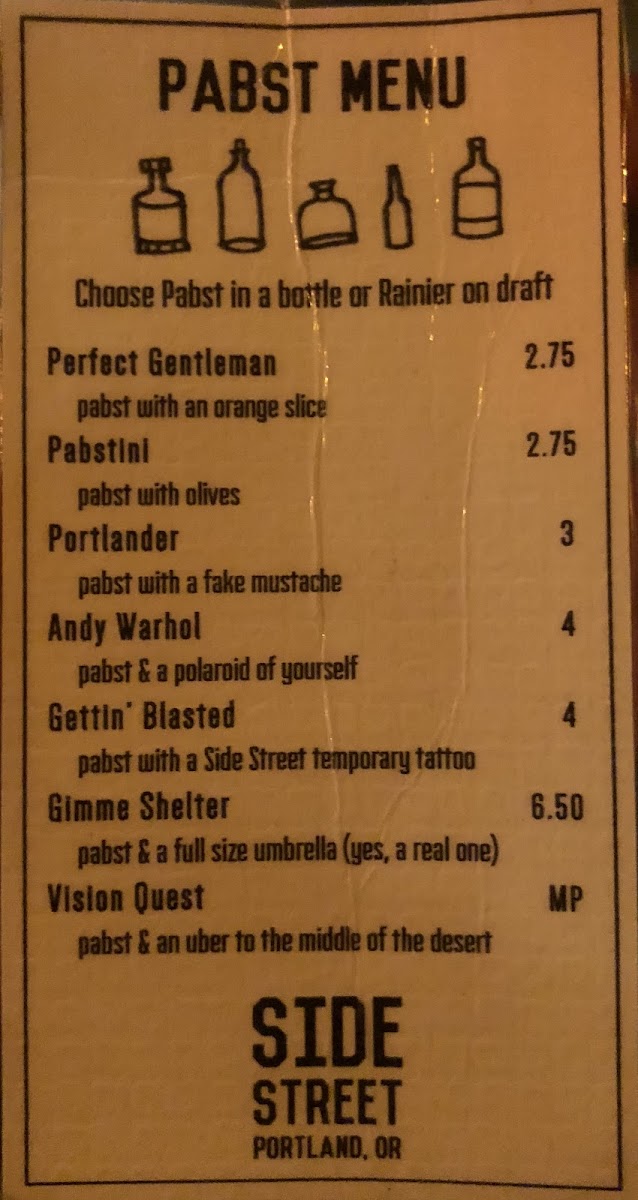 PABST MENU
Choose Pabst in a bottle or Rainier on draft
Perfect Gentleman 2.75
pabst with an orange slice
Pabstini 2.75
pabst with olives
Portlander 3
pabst with a fake mustache
Andy Warhol 4
pabst & a polaroid of yourself
Gettin' Blasted 4
pabst with a Side Street temporary tattoo
Gimme Shelter 6.50
pabst & a full size umbrella (yes, a real one)
Vision Quest MP
pabst & an uber to the middle of the desert
SIDE
STREET
PORTLAND, OR